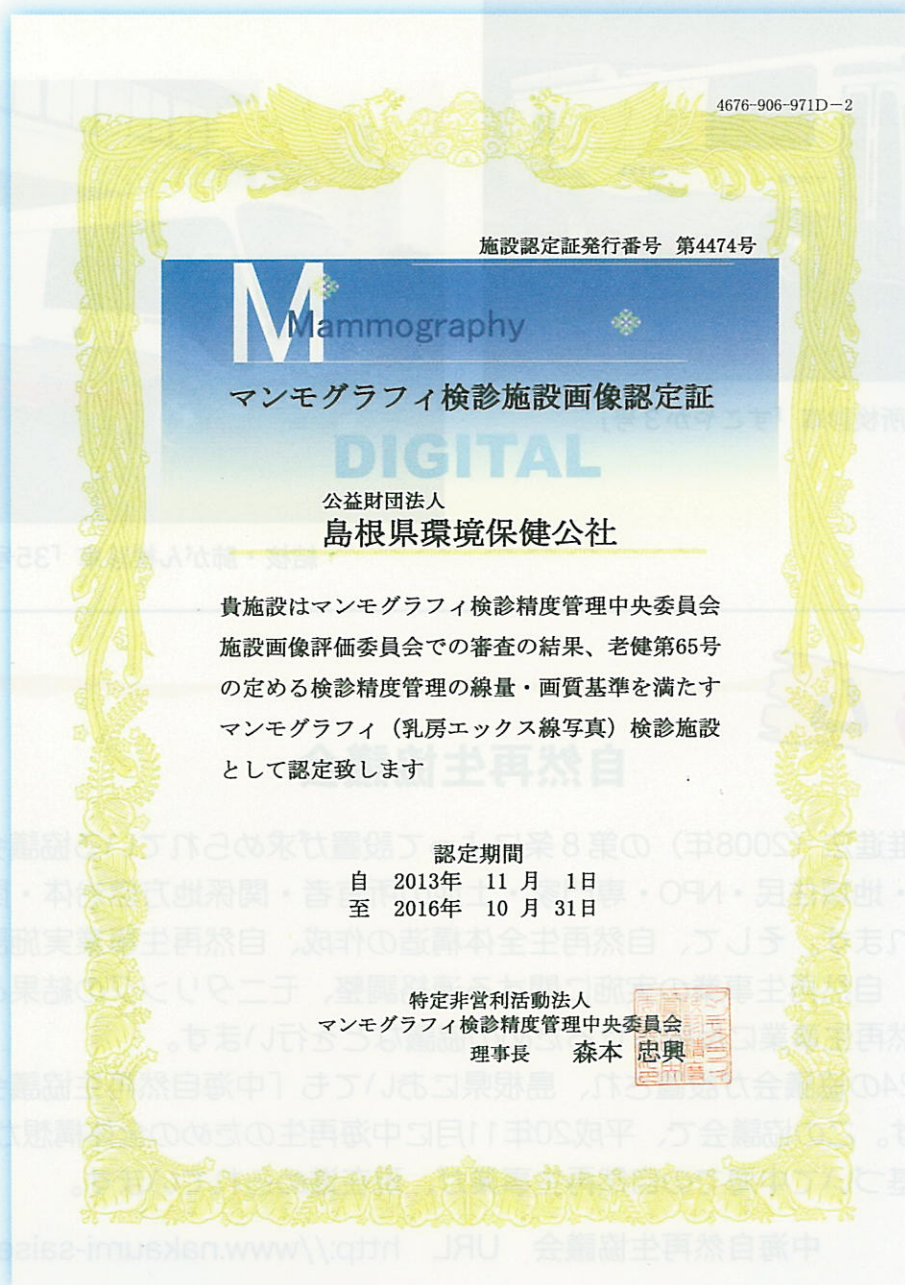 4676-906-971D-2
施設認定証発行番号 第4474号
M
Mammography
マンモグラフィ検診施設画像認定証
DIGITAL
公益財団法人
島根県環境保健公社
貴施設はマンモグラフィ検診精度管理中央委員会
施設画像評価委員会での審査の結果、老健第65号
の定める検診精度管理の線量・画質基準を満たす
マンモグラフィ（乳房エックス線写真）検診施設
として認定致します
認定期間
自 2013年 11 月 1日
至 2016年 10 月 31日
特定非営利活動法人
マンモグラフィ検診精度管理中央委員会
理事長 森本 忠興